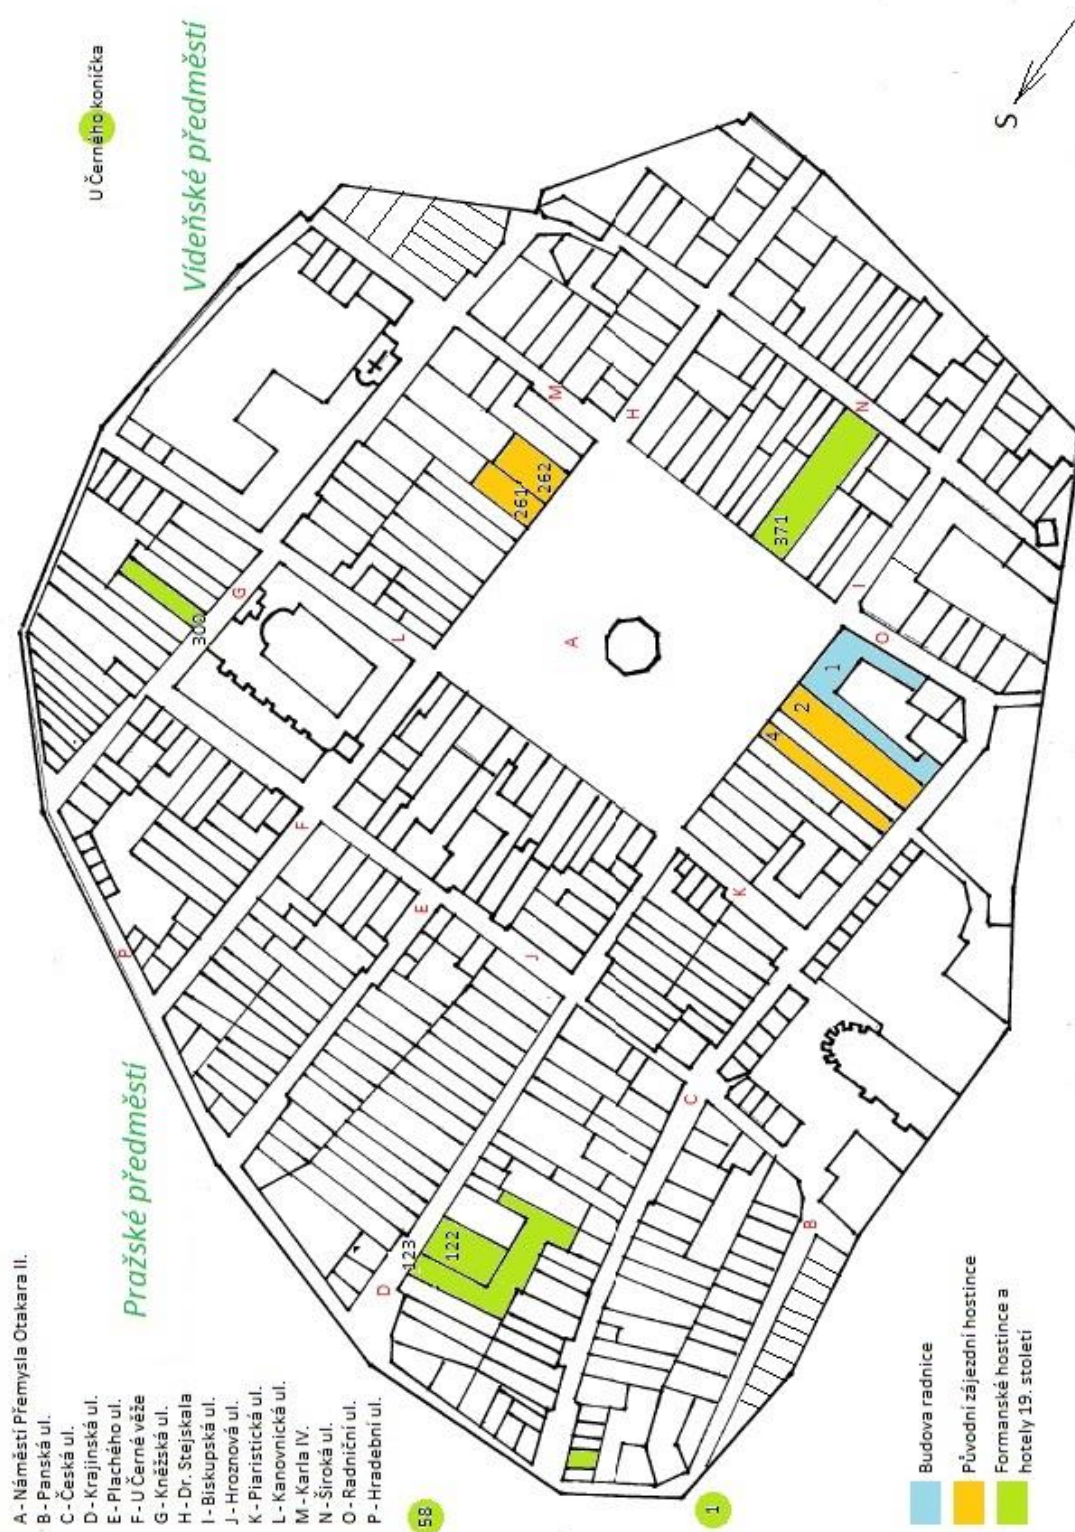 A - Náměstí Přemysla Otakara II.
B - Panská ul.
C - Česká ul.
D - Krajinská ul.
E - Plachého ul.
F - U Černé věže
G - Kněžská ul.
H - Dr. Stejskala
I - Biskupská ul.
J - Hroznová ul.
K - Piaristická ul.
L - Kanovnická ul.
M - Karla IV.
N - Široká ul.
O - Radniční ul.
P - Hradební ul.
Pražské předměstí
Vídeňské předměstí
U Černého koníčka
P
G
300
F
L
E
M
261
262
H
A
J
D
123
122
58
K
4
2
1
O
I
371
N
C
B
1
S
Budova radnice
Původní zájezdní hostince
Formanské hostince a
hotely 19. století